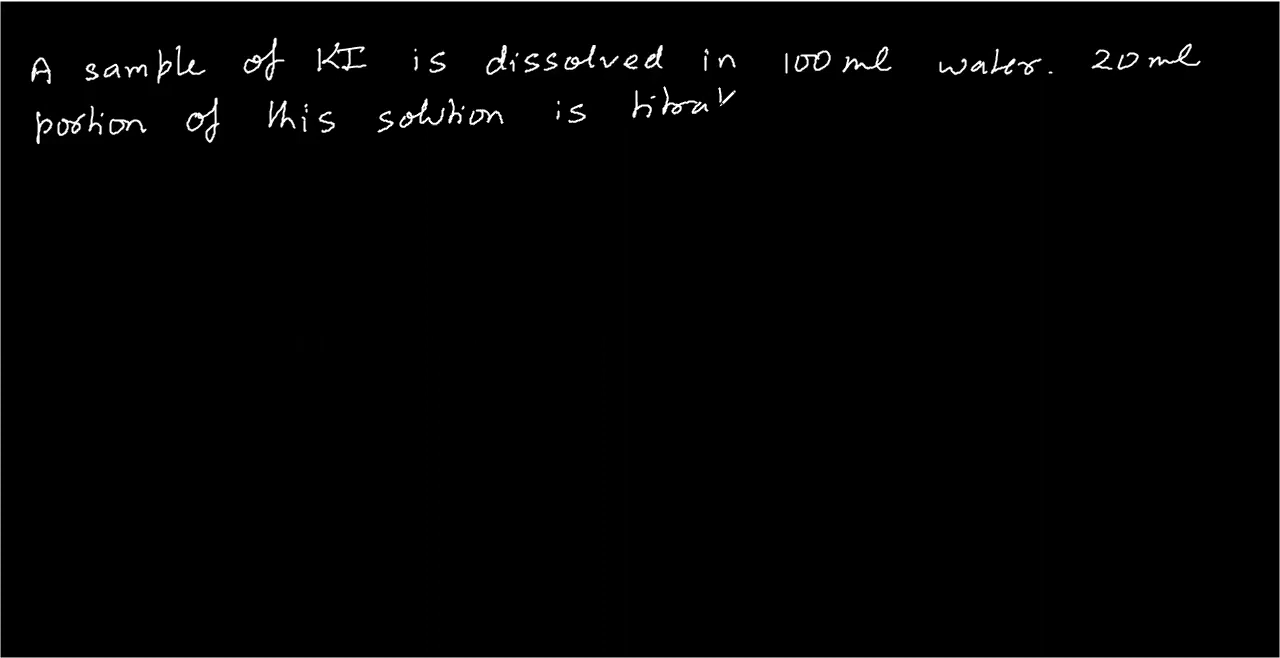 A sample of KI is dissolved in 100 ml water. 20 ml
portion of this solution is